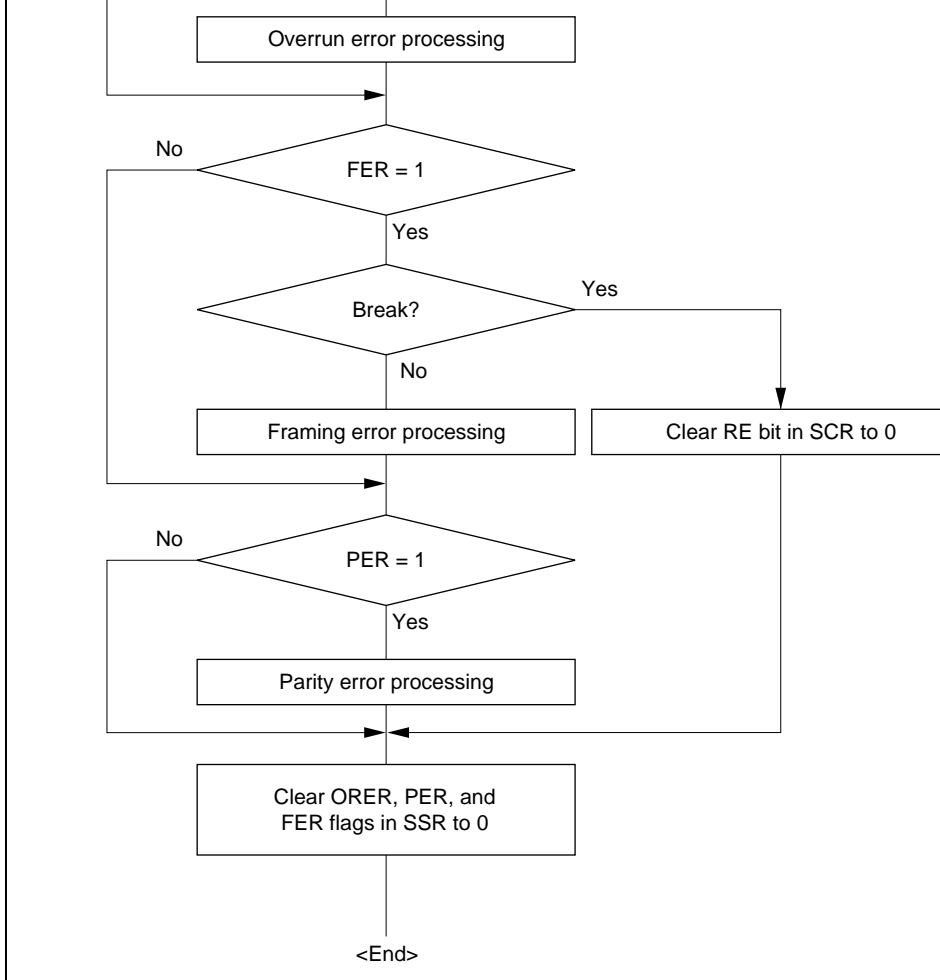 Overrun error processing
No
FER = 1
Yes
Break?
Yes
No
Framing error processing
Clear RE bit in SCR to 0
No
PER = 1
Yes
Parity error processing
Clear ORER, PER, and
FER flags in SSR to 0
<End>